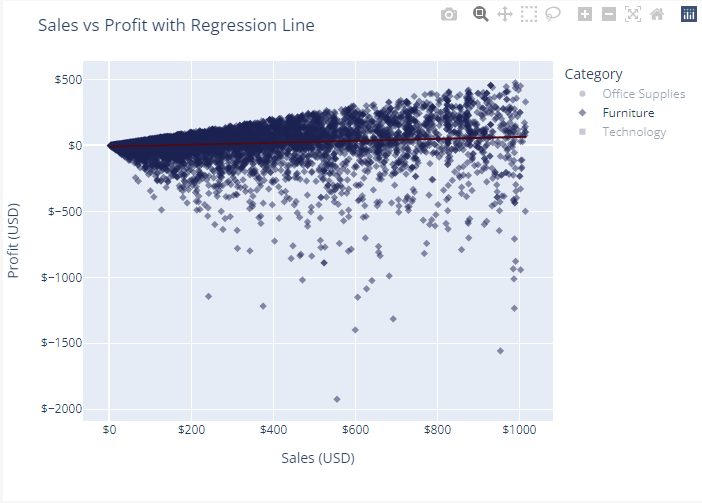 Sales vs Profit with Regression Line
Category
Office Supplies
Furniture
Technology
$500
$0
$−500
$−1000
$−1500
$−2000
Profit (USD)
$0 $200 $400 $600 $800 $1000
Sales (USD)